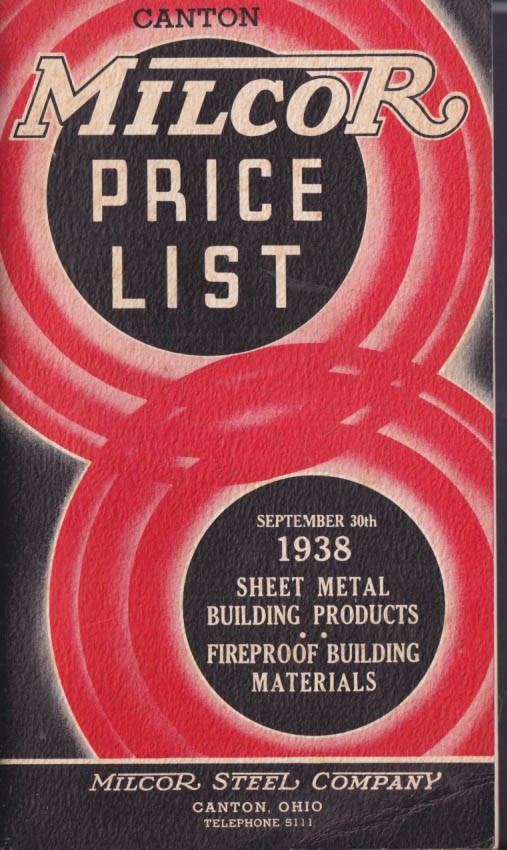 CANTON
MILCOR
PRICE
LIST
SEPTEMBER 30th
1938
SHEET METAL
BUILDING PRODUCTS
• •
FIREPROOF BUILDING
MATERIALS
MILCOR STEEL COMPANY
CANTON, OHIO
TELEPHONE 5111